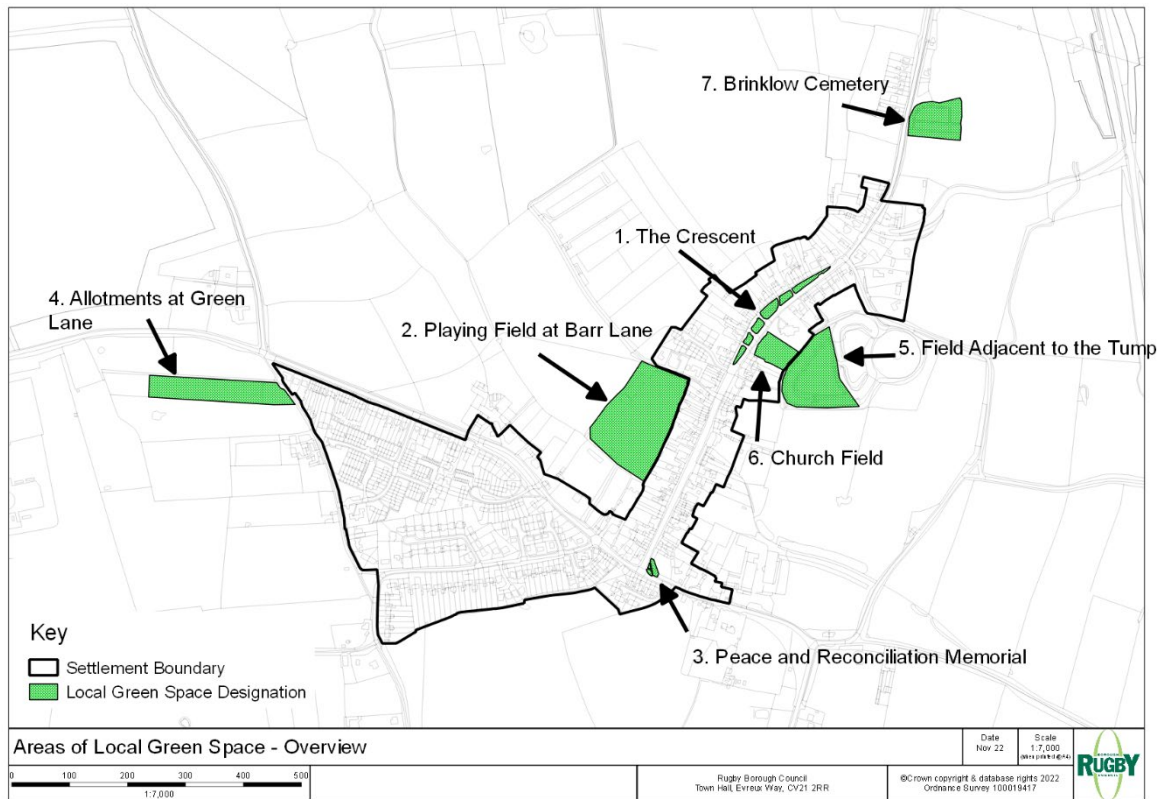 7. Brinklow Cemetery
1. The Crescent
4. Allotments at Green
Lane
2. Playing Field at Barr Lane
5. Field Adjacent to the Tump
6. Church Field
3. Peace and Reconciliation Memorial
Key
Settlement Boundary
Local Green Space Designation
Areas of Local Green Space - Overview
Date
Nov 22
Scale
1:7,000
(When printed @A4)
0 100 200 300 400 500
1:7,000
Rugby Borough Council
Town Hall, Evreux Way, CV21 2RR
©Crown copyright & database rights 2022
Ordnance Survey 100019417
RUGBY